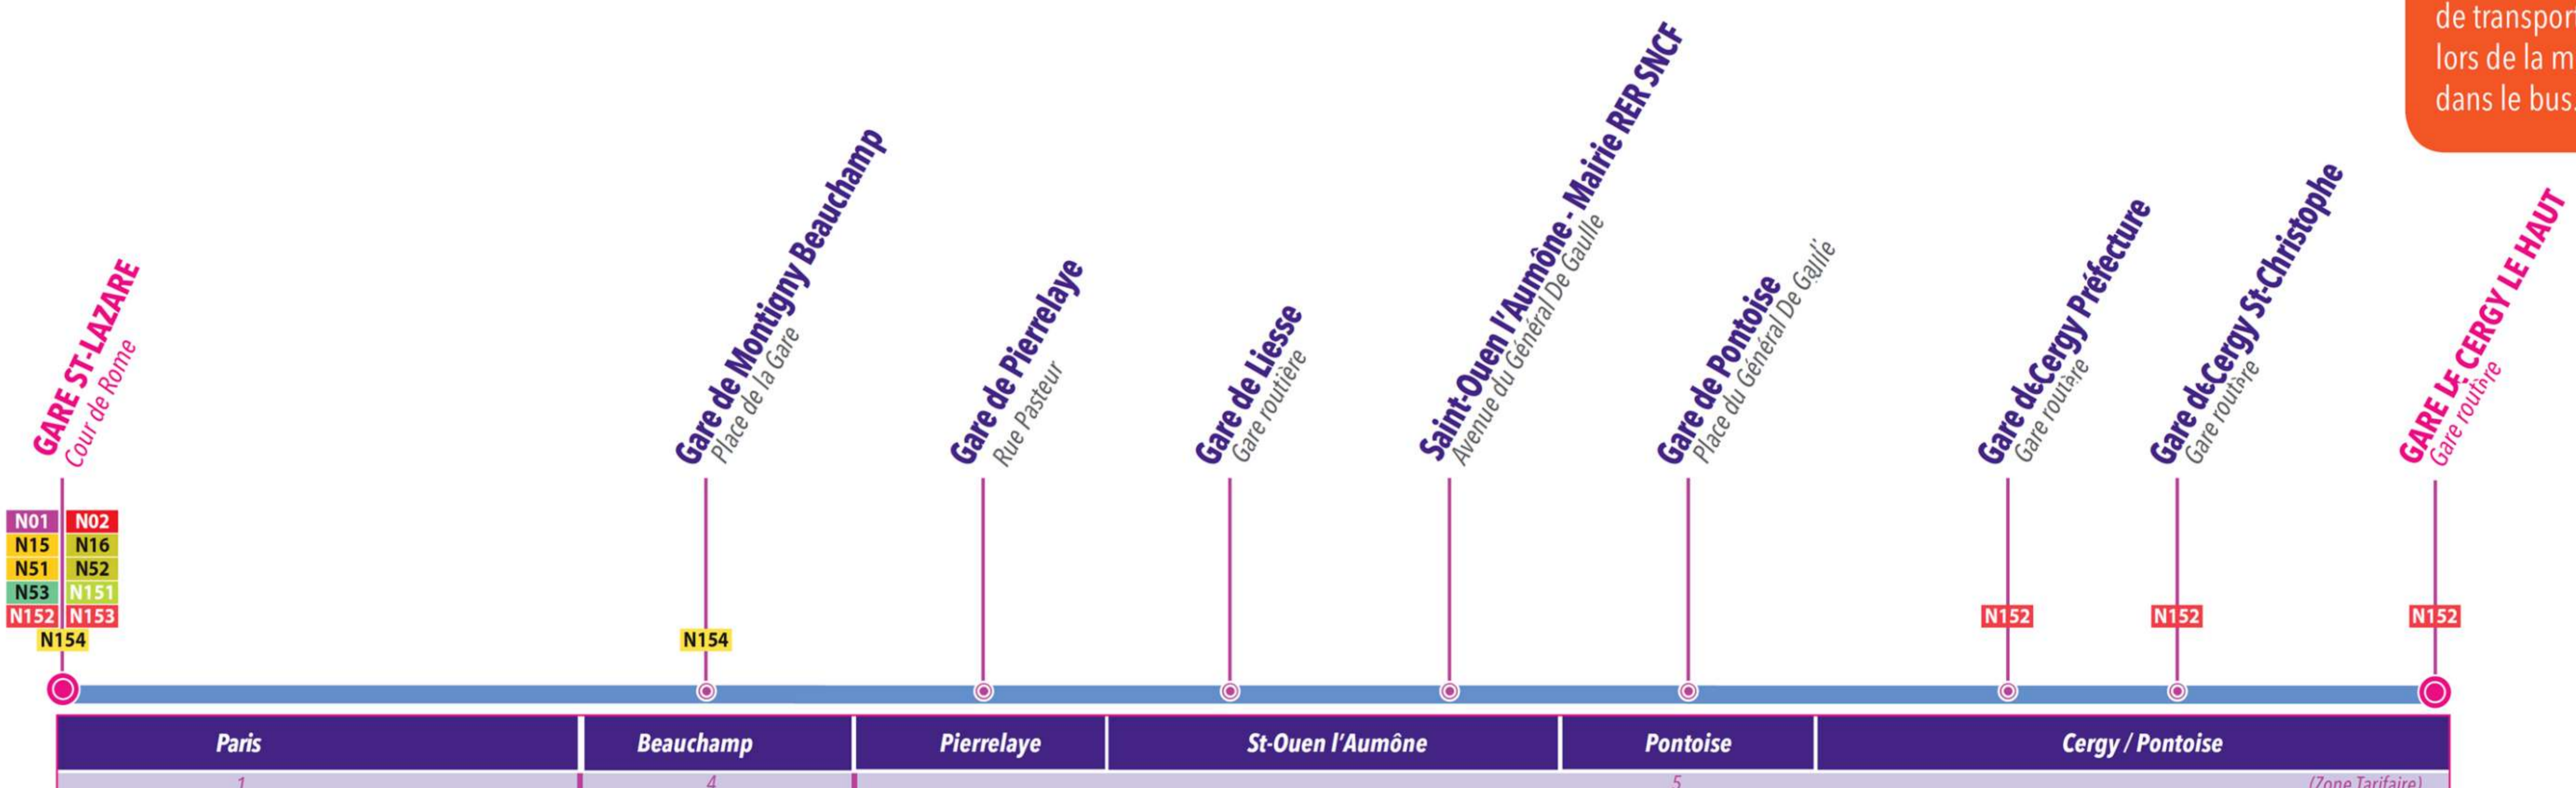 de transpor
lors de la m
dans le bus.
GARE ST-LAZARE
Cour de Rome
Gare de Montigny Beauchamp
Place de la Gare
Gare de Pierrelaye
Rue Pasteur
Gare de Liesse
Gare routière
Saint-Ouen l'Aumône - Mairie RER SNCF
Avenue du Général De Gaulle
Gare de Pontoise
Place du Général De Gaulle
Gare de Cergy Préfecture
Gare routère
Gare de Cergy St-Christophe
Gare routère
GARE DE CERGY LE HAUT
Gare routère
N01 N02
N15 N16
N51 N52
N53 N151
N152 N153
N154
N154
N152
N152
N152
Paris
Beauchamp
Pierrelaye
St-Ouen l'Aumône
Pontoise
Cergy / Pontoise
1
4
5
(Zone Tarifaire)